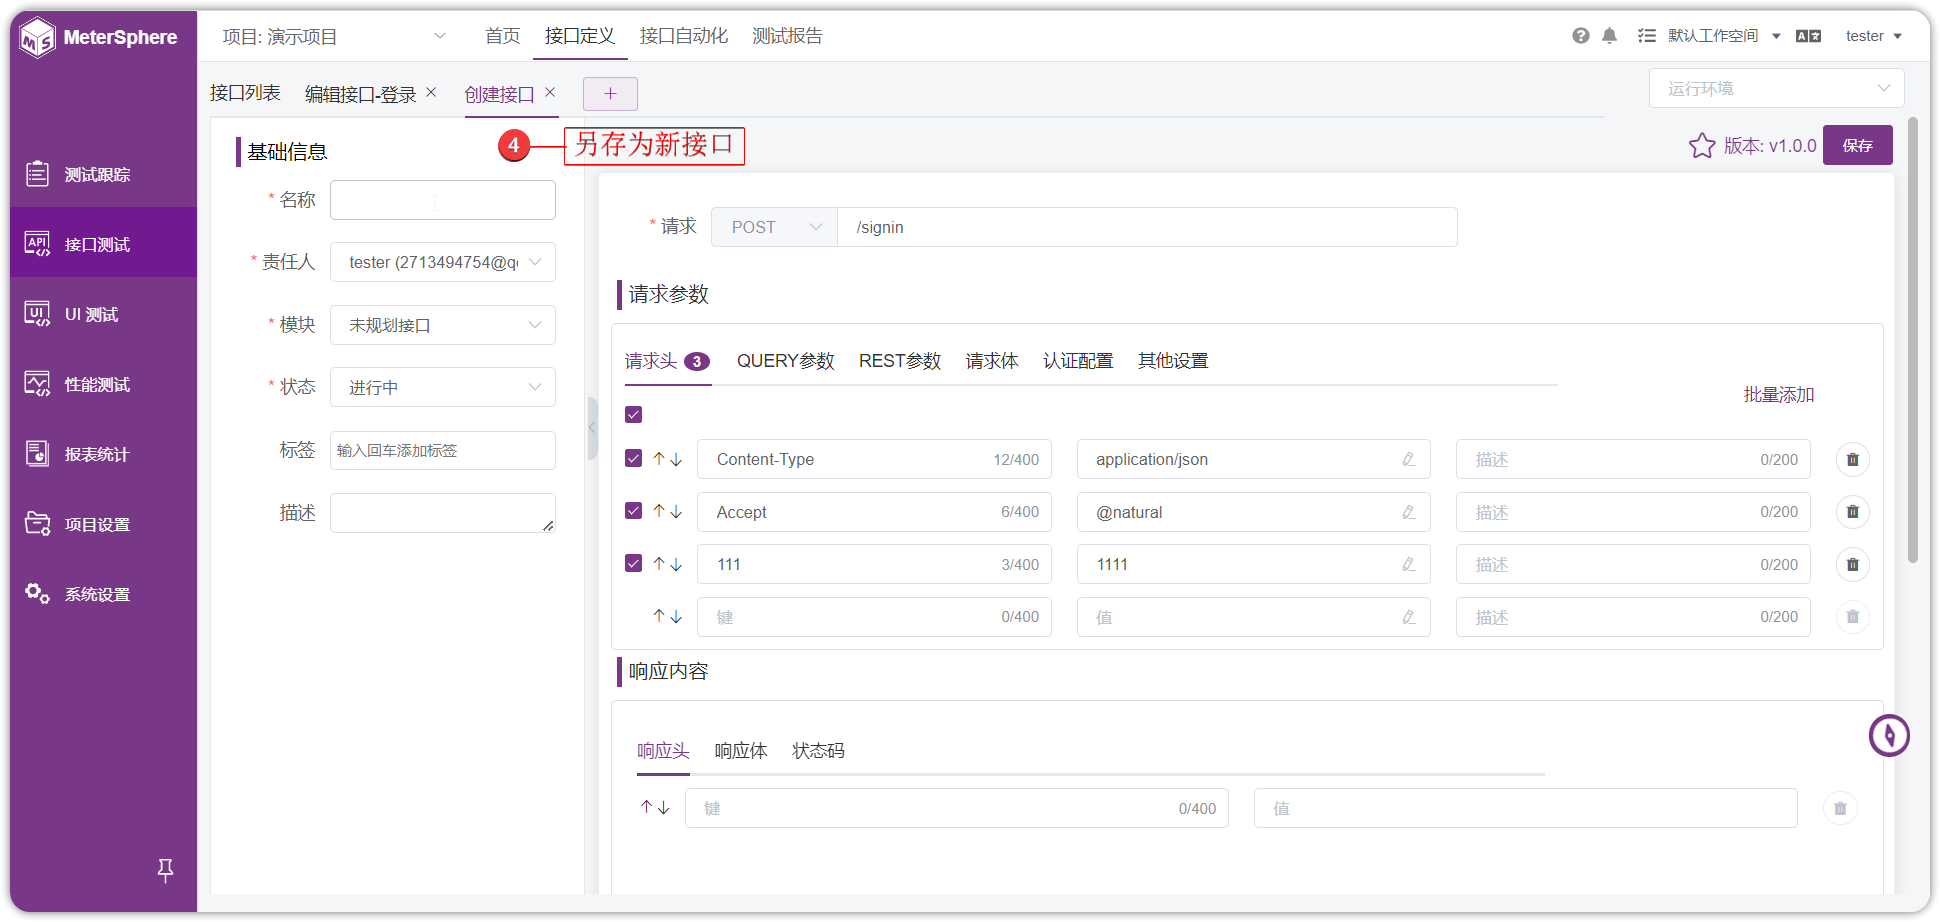 MeterSphere
项目: 演示项目
首页
接口定义
接口自动化
测试报告
默认工作空间
tester
接口列表
编辑接口-登录
创建接口
+
运行环境
测试跟踪
接口测试
UI 测试
性能测试
报表统计
项目设置
系统设置
基础信息
4
另存为新接口
* 名称
* 责任人
tester (2713494754@q
* 模块
未规划接口
* 状态
进行中
标签
输入回车添加标签
描述
版本: v1.0.0
保存
* 请求
POST
/signin
请求参数
请求头 3
QUERY参数
REST参数
请求体
认证配置
其他设置
批量添加
Content-Type 12/400
application/json
描述 0/200
Accept 6/400
@natural
描述 0/200
111 3/400
1111
描述 0/200
键 0/400
值
描述 0/200
响应内容
响应头
响应体
状态码
键 0/400
值